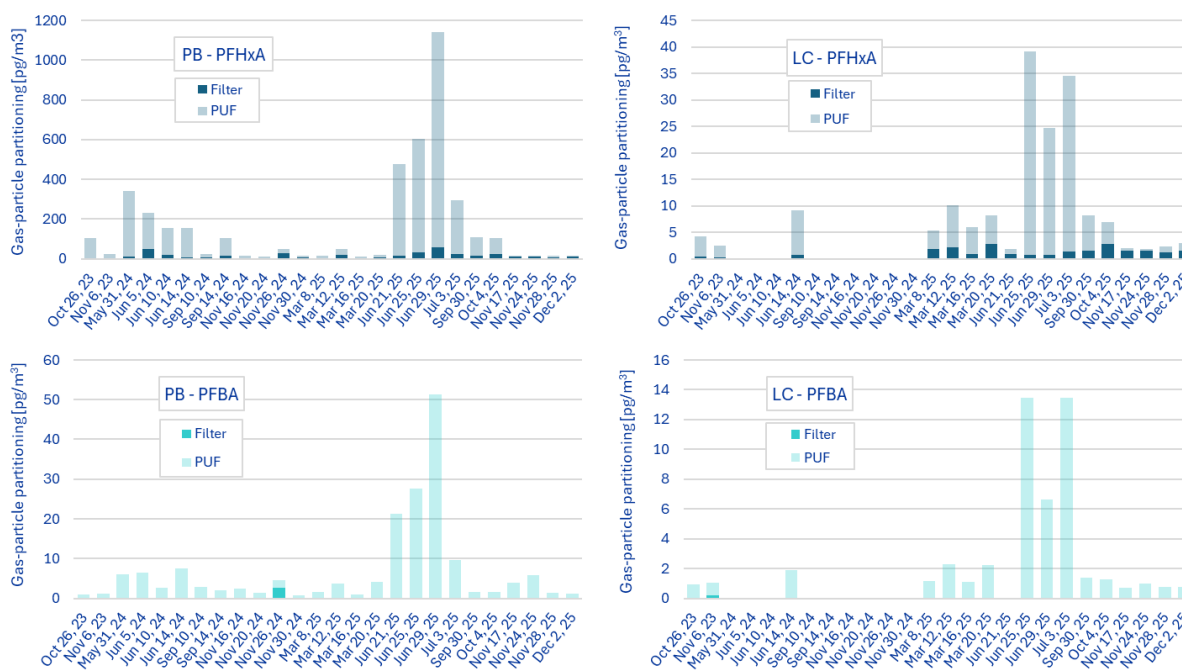 Gas-particle partitioning [pg/m3]
1200
1000
800
600
400
200
0
PB - PFHxA
Filter
PUF
Oct 26, 23
Nov 6, 23
May 31, 24
Jun 5, 24
Jun 10, 24
Jun 14, 24
Sep 10, 24
Sep 14, 24
Nov 16, 24
Nov 20, 24
Nov 26, 24
Nov 30, 24
Mar 8, 25
Mar 12, 25
Mar 16, 25
Mar 20, 25
Jun 21, 25
Jun 25, 25
Jun 29, 25
Jul 3, 25
Sep 30, 25
Oct 4, 25
Nov 17, 25
Nov 24, 25
Nov 28, 25
Dec 2, 25
Gas-particle partitioning [pg/m³]
45
40
35
30
25
20
15
10
5
0
LC - PFHxA
Filter
PUF
Oct 26, 23
Nov 6, 23
May 31, 24
Jun 5, 24
Jun 10, 24
Jun 14, 24
Sep 10, 24
Sep 14, 24
Nov 16, 24
Nov 20, 24
Nov 26, 24
Nov 30, 24
Mar 8, 25
Mar 12, 25
Mar 16, 25
Mar 20, 25
Jun 21, 25
Jun 25, 25
Jun 29, 25
Jul 3, 25
Sep 30, 25
Oct 4, 25
Nov 17, 25
Nov 24, 25
Nov 28, 25
Dec 2, 25
Gas-particle partitioning [pg/m³]
60
50
40
30
20
10
0
PB - PFBA
Filter
PUF
Oct 26, 23
Nov 6, 23
May 31, 24
Jun 5, 24
Jun 10, 24
Jun 14, 24
Sep 10, 24
Sep 14, 24
Nov 16, 24
Nov 20, 24
Nov 26, 24
Nov 30, 24
Mar 8, 25
Mar 12, 25
Mar 16, 25
Mar 20, 25
Jun 21, 25
Jun 25, 25
Jun 29, 25
Jul 3, 25
Sep 30, 25
Oct 4, 25
Nov 17, 25
Nov 24, 25
Nov 28, 25
Dec 2, 25
Gas-particle partitioning [pg/m³]
16
14
12
10
8
6
4
2
0
LC - PFBA
Filter
PUF
Oct 26, 23
Nov 6, 23
May 31, 24
Jun 5, 24
Jun 10, 24
Jun 14, 24
Sep 10, 24
Sep 14, 24
Nov 16, 24
Nov 20, 24
Nov 26, 24
Nov 30, 24
Mar 8, 25
Mar 12, 25
Mar 16, 25
Mar 20, 25
Jun 21, 25
Jun 25, 25
Jun 29, 25
Jul 3, 25
Sep 30, 25
Oct 4, 25
Nov 17, 25
Nov 24, 25
Nov 28, 25
Dec 2, 25